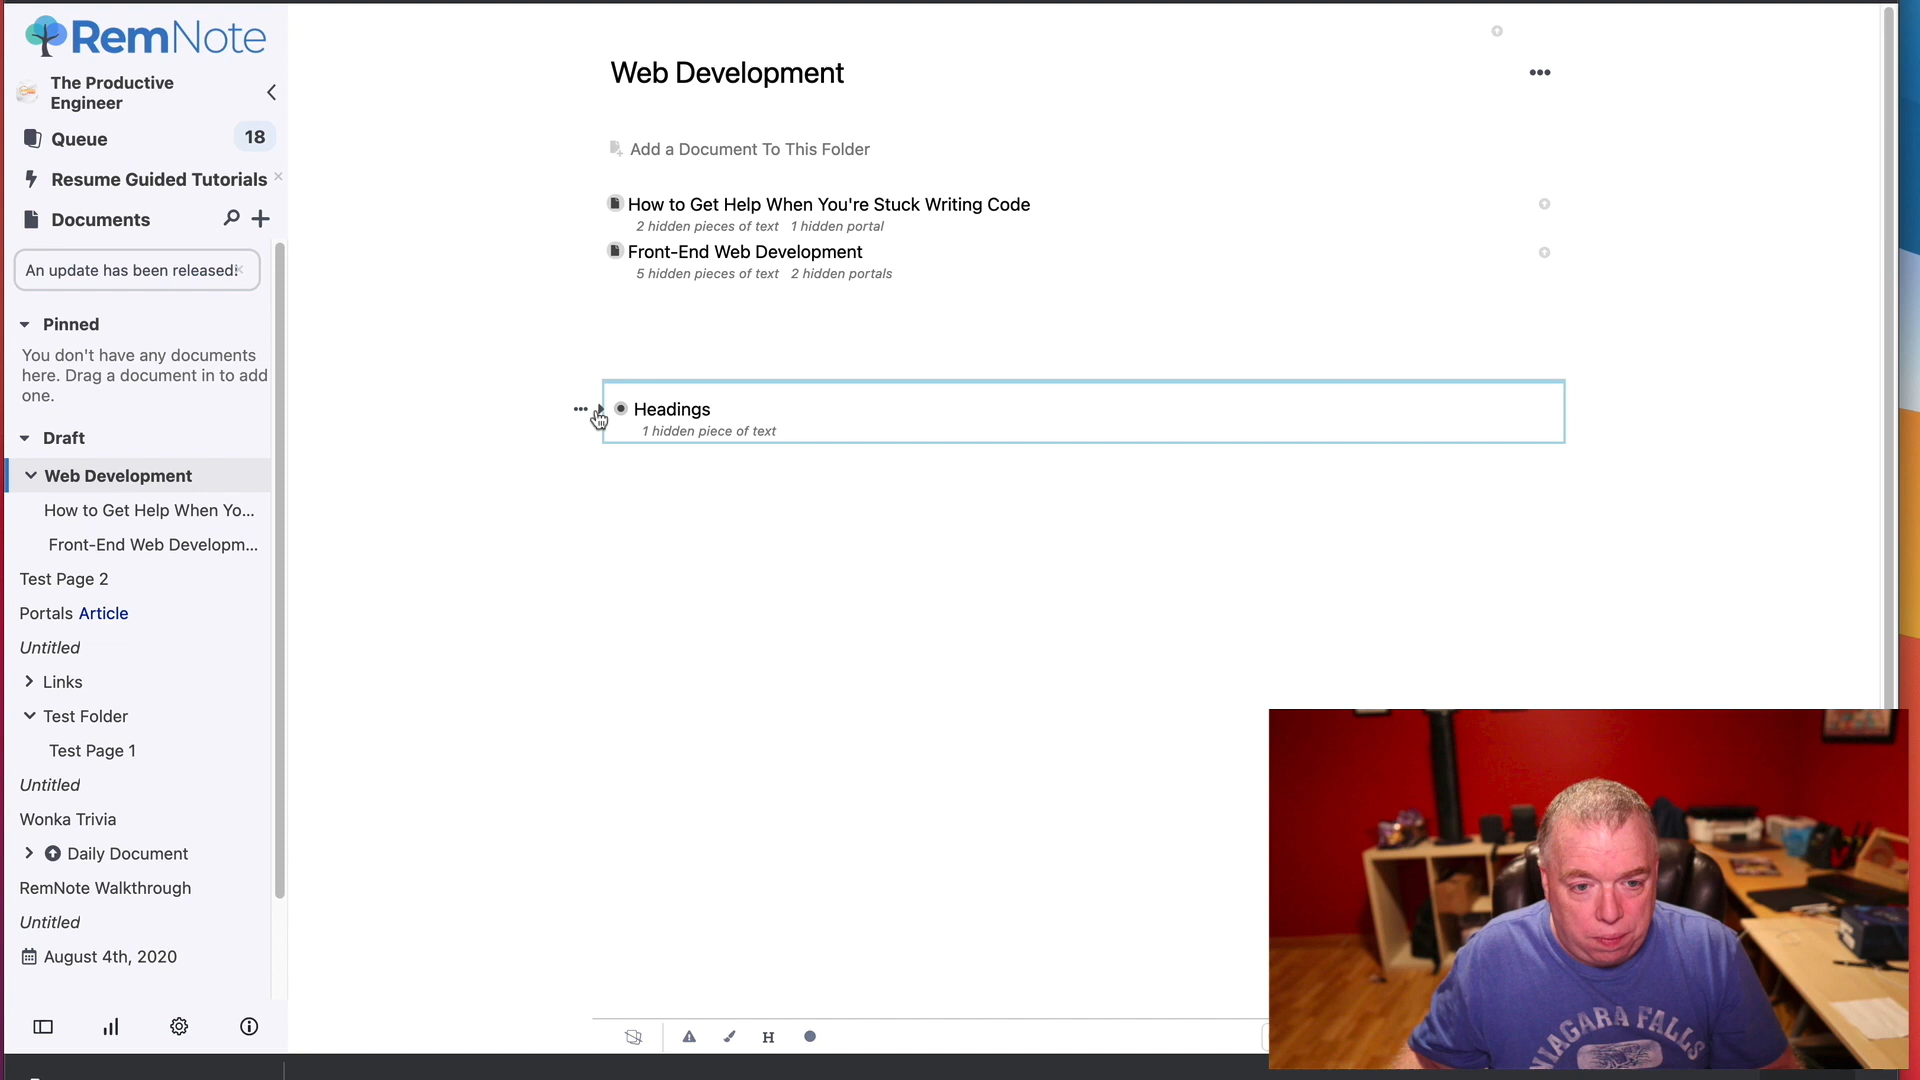 RemNote
The Productive
Engineer
Queue
18
Resume Guided Tutorials
Documents
An update has been released!
Pinned
You don't have any documents
here. Drag a document in to add
one.
Draft
Web Development
How to Get Help When Yo...
Front-End Web Developm...
Test Page 2
Portals Article
Untitled
Links
Test Folder
Test Page 1
Untitled
Wonka Trivia
Daily Document
RemNote Walkthrough
Untitled
August 4th, 2020
Web Development
Add a Document To This Folder
How to Get Help When You're Stuck Writing Code
2 hidden pieces of text 1 hidden portal
Front-End Web Development
5 hidden pieces of text 2 hidden portals
Headings
1 hidden piece of text
H
NIAGARA FALLS